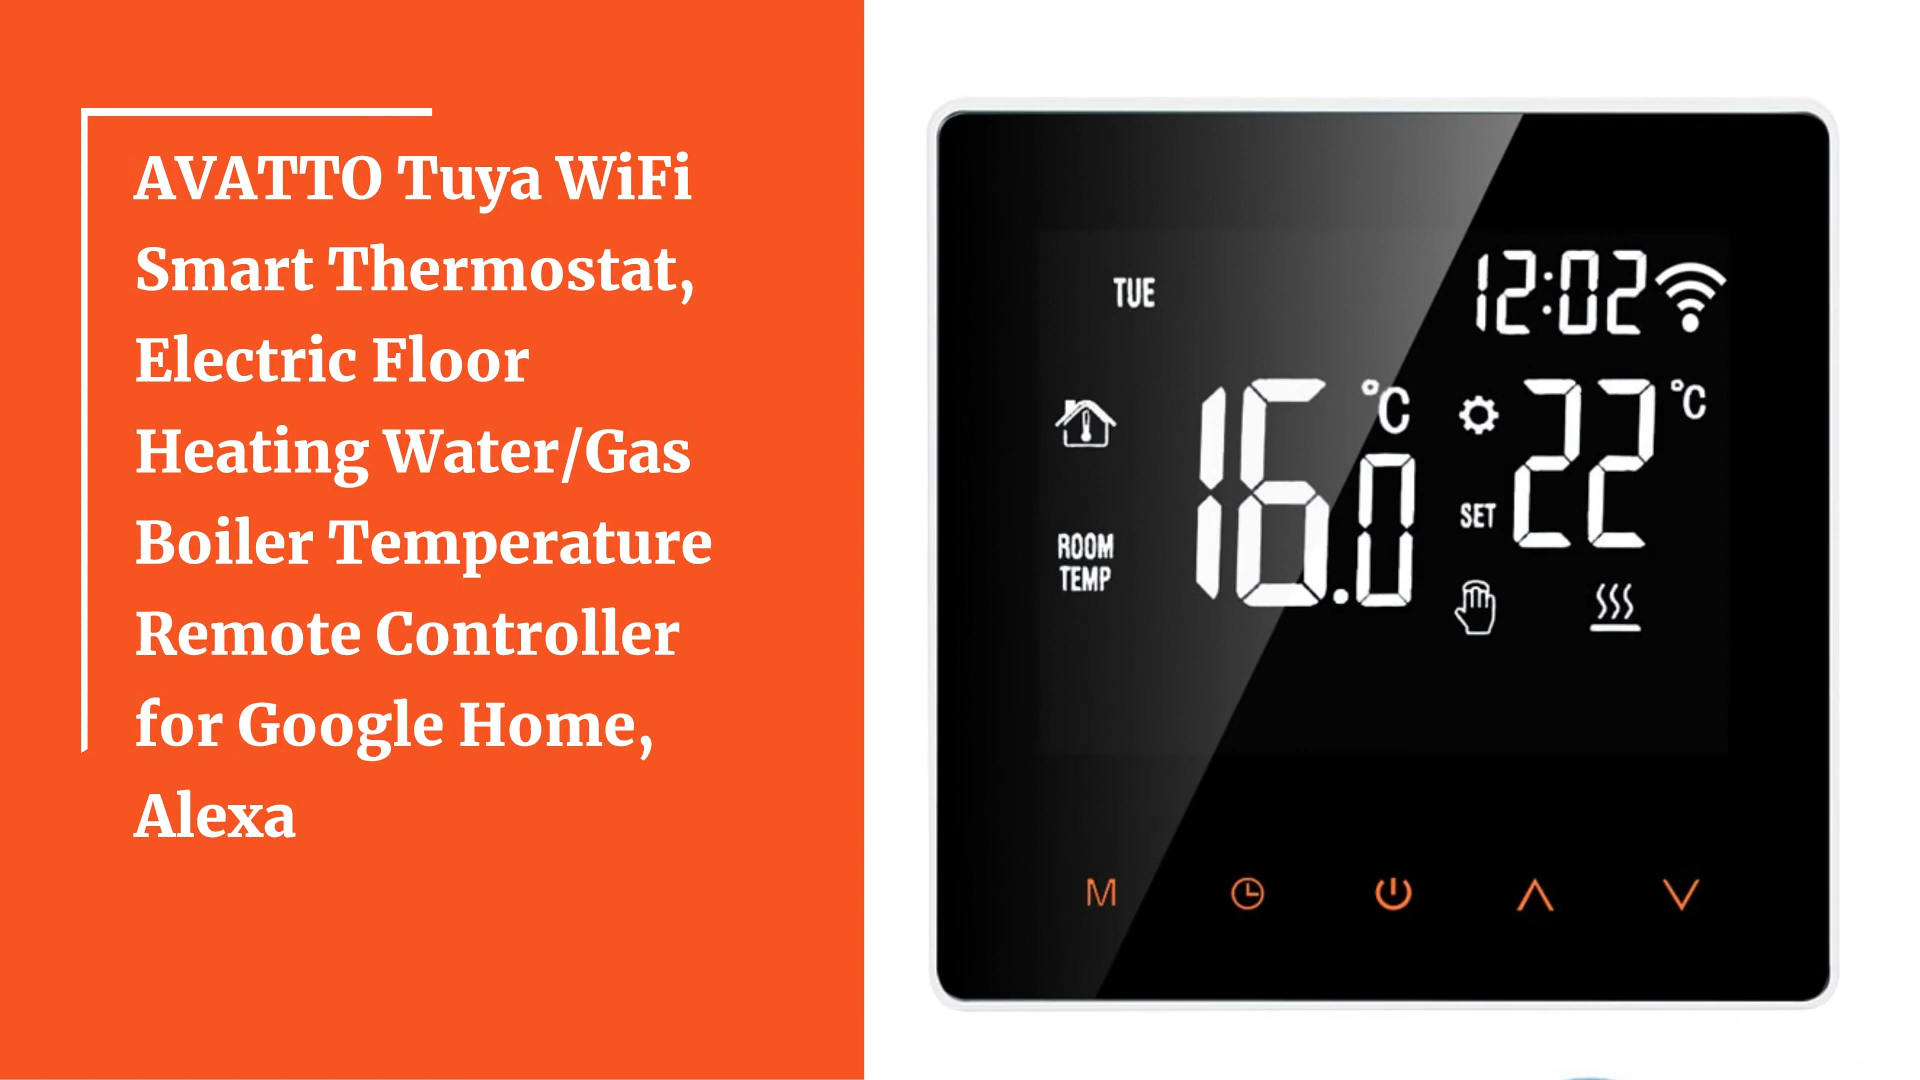 AVATTO Tuya WiFi
Smart Thermostat,
Electric Floor
Heating Water/Gas
Boiler Temperature
Remote Controller
for Google Home,
Alexa
TUE
12:02
16.0 °C
22 °C
SET
ROOM
TEMP
M